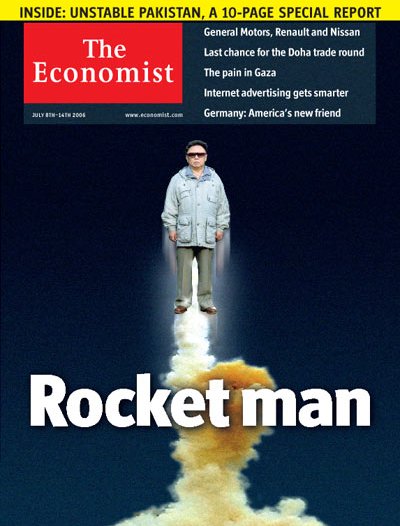 INSIDE: UNSTABLE PAKISTAN, A 10-PAGE SPECIAL REPORT
The
Economist
JULY 8TH-14TH 2006
www.economist.com
General Motors, Renault and Nissan
Last chance for the Doha trade round
The pain in Gaza
Internet advertising gets smarter
Germany: America's new friend
Rocket man